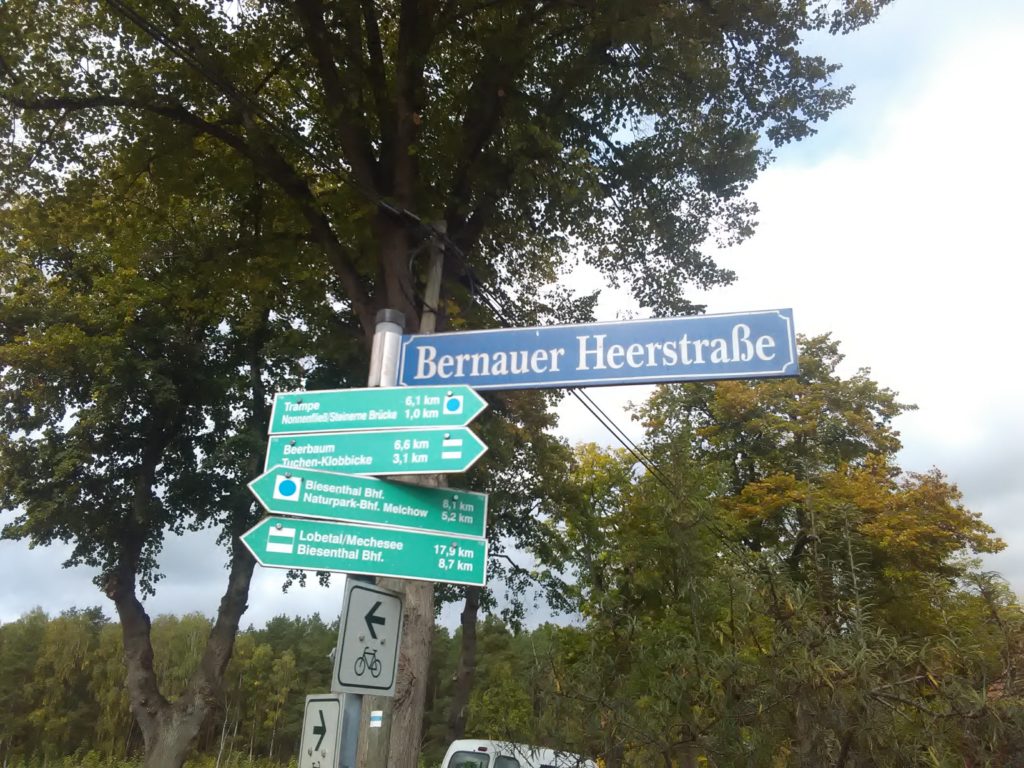 Bernauer Heerstraße
Trampe 6,1 km
Nonnenfließ/Steinerne Brücke 1,0 km
Beerbaum 6,6 km
Tuchen-Klobbicke 3,1 km
Biesenthal Bhf. 8,1 km
Naturpark-Bhf. Melchow 5,2 km
Lobetal/Mechesee 17,9 km
Biesenthal Bhf. 8,7 km